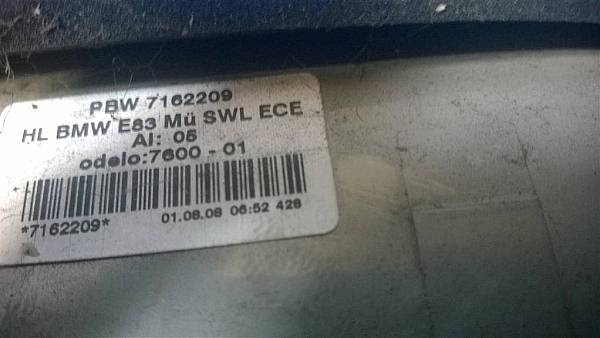 PBW 7162209
HL BMW E83 Mü SWL ECE
AI: 05
odelo:7600 - 01
*7162209* 01.08.08 06:52 428